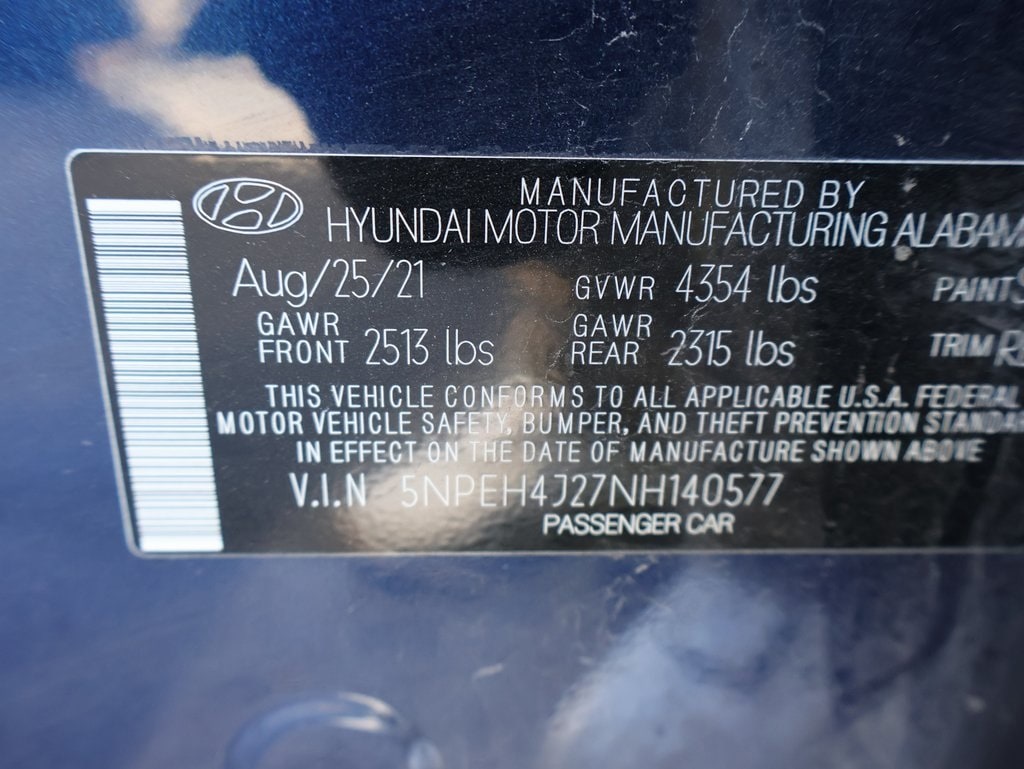 MANUFACTURED BY
HYUNDAI MOTOR MANUFACTURING
Aug/25/21 GVWR 4354 lbs PAINT
GAWR FRONT 2513 lbs GAWR REAR 2315 lbs TRIM
THIS VEHICLE CONFORMS TO ALL APPLICABLE U.S.A. FEDERAL
MOTOR VEHICLE SAFETY, BUMPER, AND THEFT PREVENTION
IN EFFECT ON THE DATE OF MANUFACTURE SHOWN ABOVE
V.I.N 5NPEH4J27NH140577
PASSENGER CAR